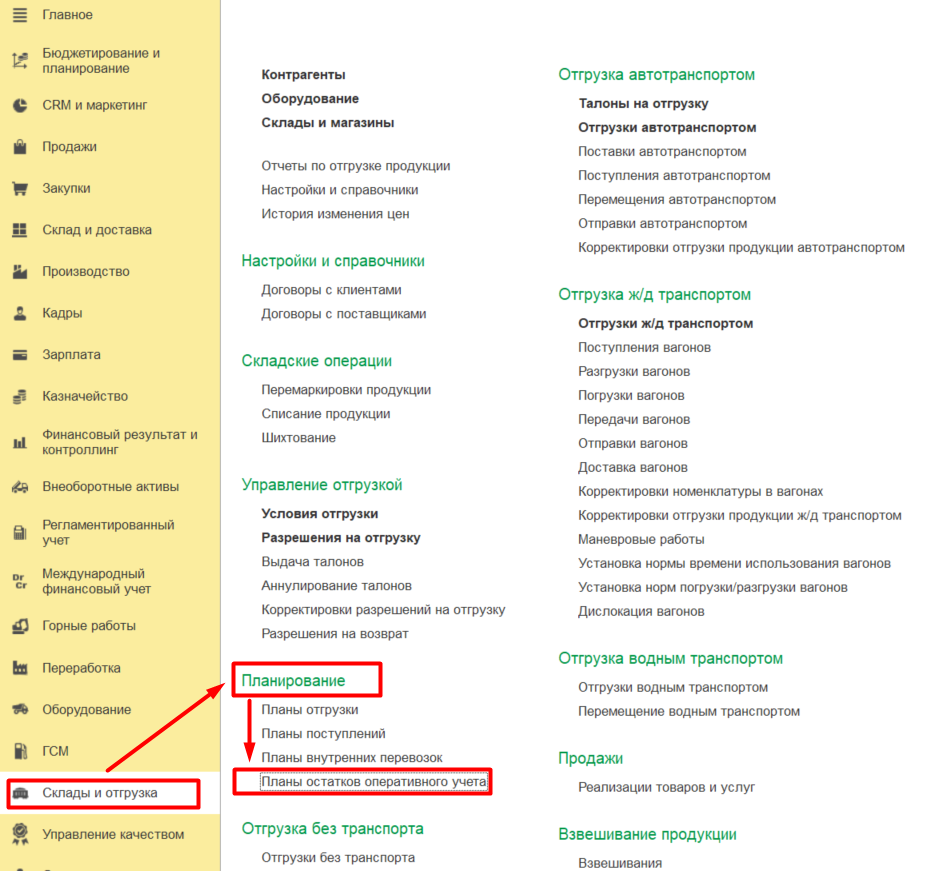 Главное
Бюджетирование и
планирование
CRM и маркетинг
Продажи
Закупки
Склад и доставка
Производство
Кадры
Зарплата
Казначейство
Финансовый результат и
контроллинг
Внеоборотные активы
Регламентированный
учет
Dr
Cr
Международный
финансовый учет
Горные работы
Переработка
Оборудование
ГСМ
Склады и отгрузка
Управление качеством
Контрагенты
Оборудование
Склады и магазины
Отчеты по отгрузке продукции
Настройки и справочники
История изменения цен
Настройки и справочники
Договоры с клиентами
Договоры с поставщиками
Складские операции
Перемаркировки продукции
Списание продукции
Шихтование
Управление отгрузкой
Условия отгрузки
Разрешения на отгрузку
Выдача талонов
Аннулирование талонов
Корректировки разрешений на отгрузку
Разрешения на возврат
Планирование
Планы отгрузки
Планы поступлений
Планы внутренних перевозок
Планы остатков оперативного учета
Отгрузка без транспорта
Отгрузки без транспорта
Отгрузка автотранспортом
Талоны на отгрузку
Отгрузки автотранспортом
Поставки автотранспортом
Поступления автотранспортом
Перемещения автотранспортом
Отправки автотранспортом
Корректировки отгрузки продукции автотранспортом
Отгрузка ж/д транспортом
Отгрузки ж/д транспортом
Поступления вагонов
Разгрузки вагонов
Погрузки вагонов
Передачи вагонов
Отправки вагонов
Доставка вагонов
Корректировки номенклатуры в вагонах
Корректировки отгрузки продукции ж/д транспортом
Маневровые работы
Установка нормы времени использования вагонов
Установка норм погрузки/разгрузки вагонов
Дислокация вагонов
Отгрузка водным транспортом
Отгрузки водным транспортом
Перемещение водным транспортом
Продажи
Реализации товаров и услуг
Взвешивание продукции
Взвешивания